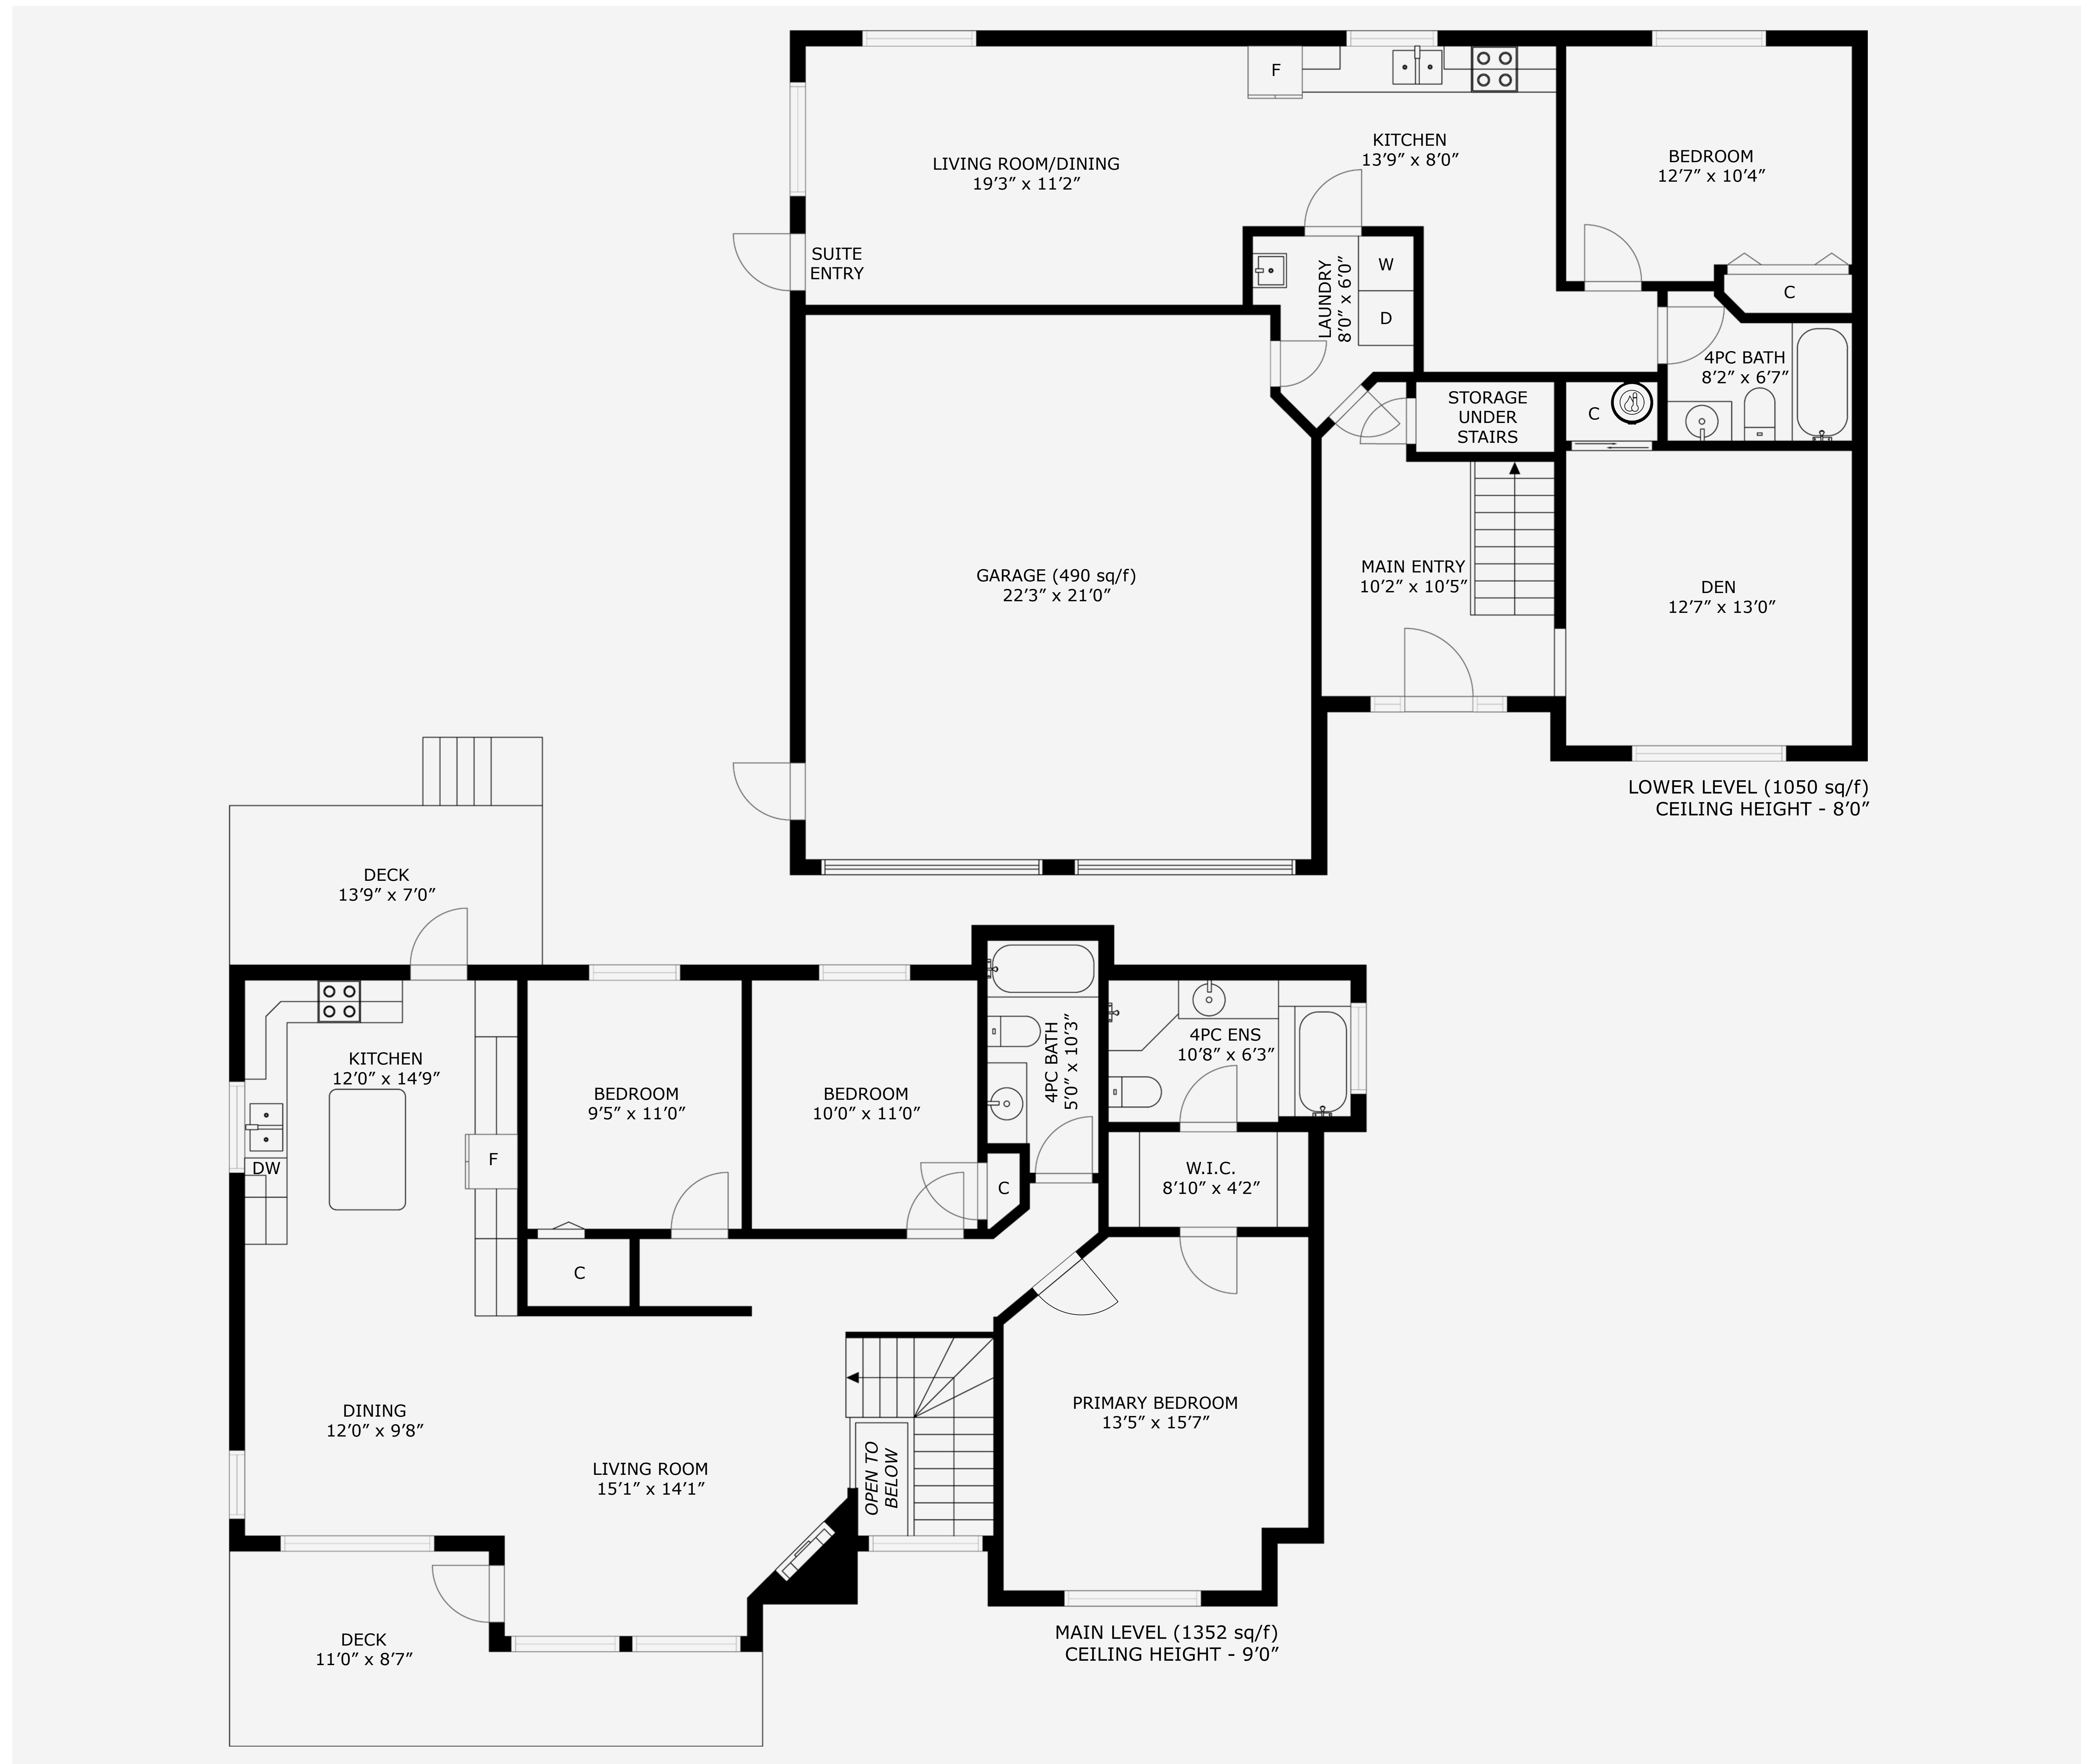 F
KITCHEN
13’9” x 8’0”
LIVING ROOM/DINING
19’3” x 11’2”
BEDROOM
12’7” x 10’4”
SUITE
ENTRY
LAUNDRY
8’0” x 6’0”
W
D
C
4PC BATH
8’2” x 6’7”
STORAGE
UNDER
STAIRS
C
GARAGE (490 sq/f)
22’3” x 21’0”
MAIN ENTRY
10’2” x 10’5”
DEN
12’7” x 13’0”
LOWER LEVEL (1050 sq/f)
CEILING HEIGHT - 8’0”
DECK
13’9” x 7’0”
KITCHEN
12’0” x 14’9”
DW
F
BEDROOM
9’5” x 11’0”
BEDROOM
10’0” x 11’0”
4PC BATH
5’0” x 10’3”
4PC ENS
10’8” x 6’3”
W.I.C.
8’10” x 4’2”
C
C
DINING
12’0” x 9’8”
LIVING ROOM
15’1” x 14’1”
OPEN TO
BELOW
PRIMARY BEDROOM
13’5” x 15’7”
DECK
11’0” x 8’7”
MAIN LEVEL (1352 sq/f)
CEILING HEIGHT - 9’0”